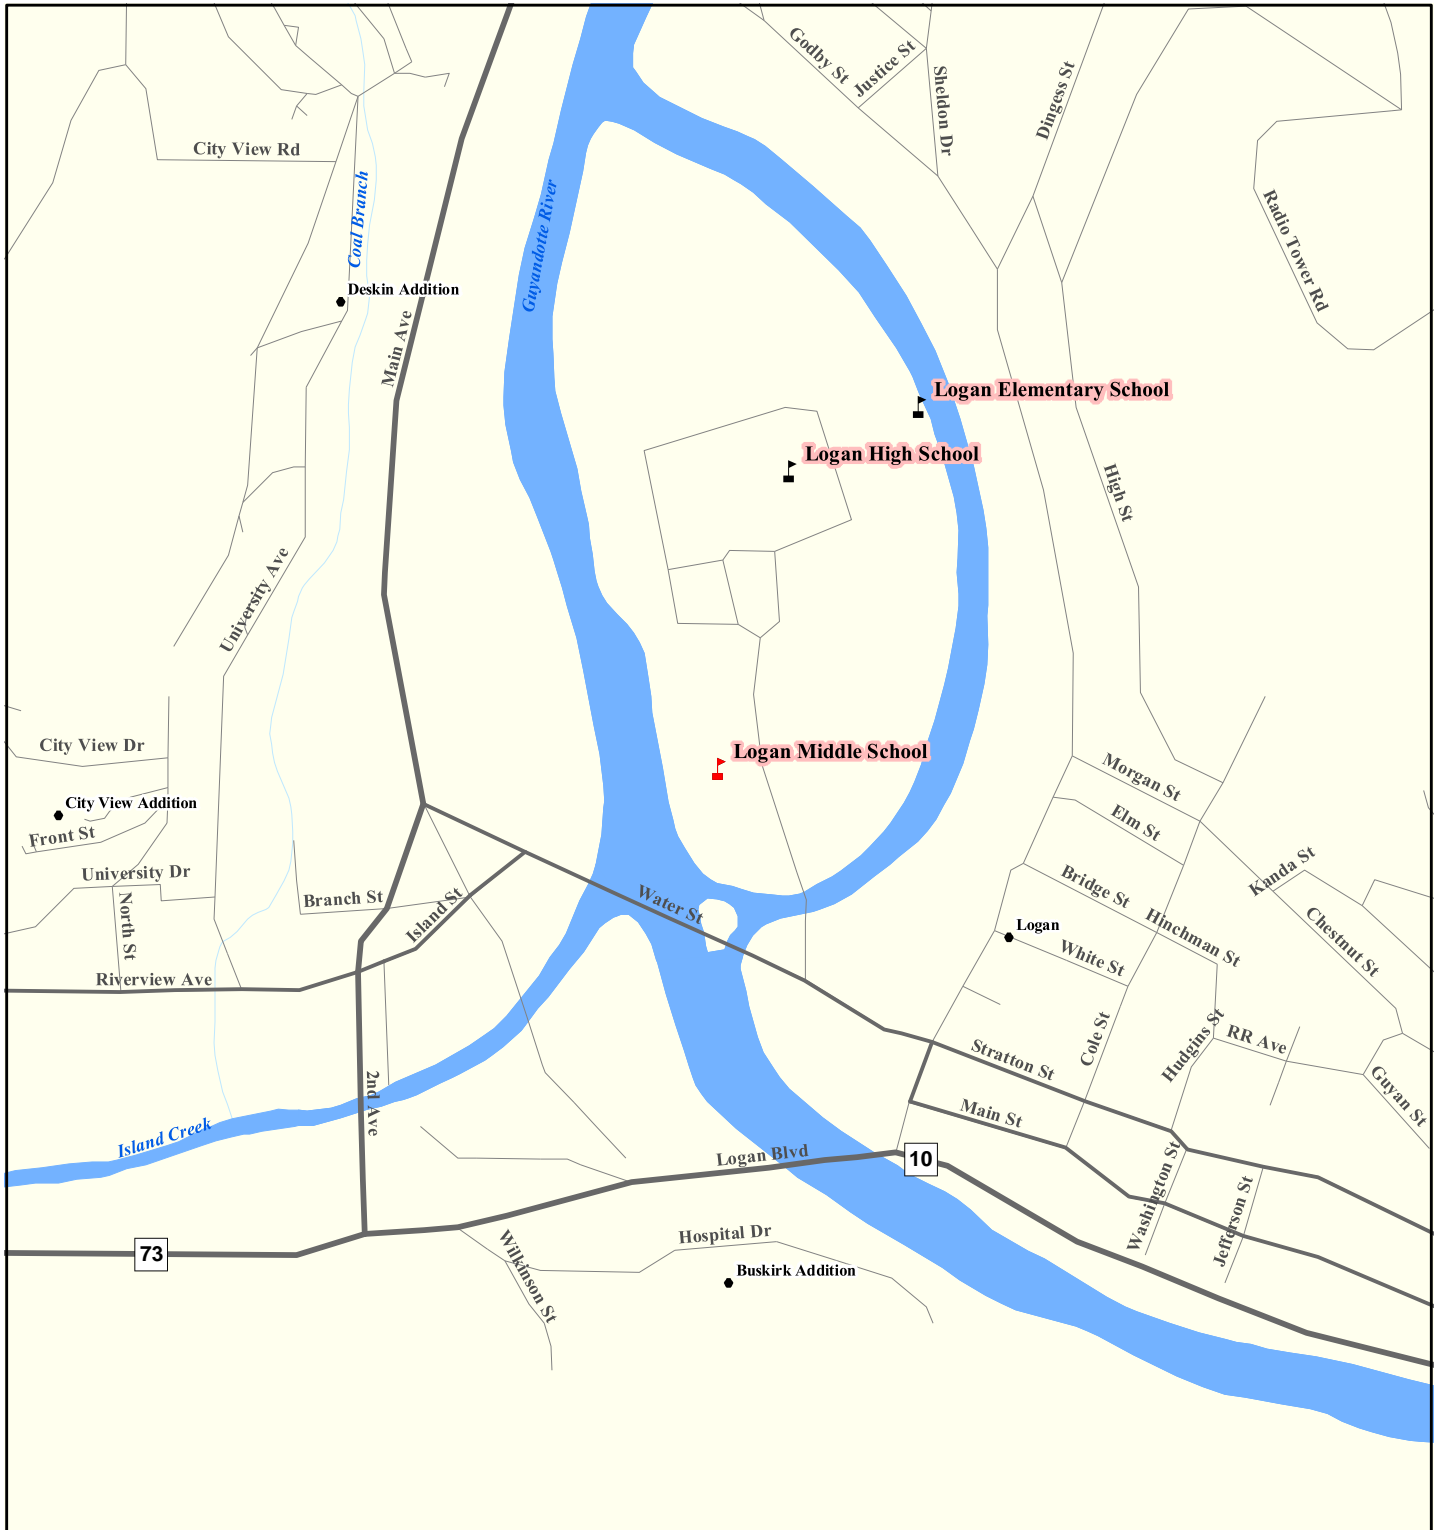 Godby St
Justice St
Sheldon Dr
Dingess St
City View Rd
Coal Branch
Guyandotte River
Radio Tower Rd
Deskin Addition
Main Ave
Logan Elementary School
Logan High School
High St
University Ave
City View Dr
Logan Middle School
Morgan St
City View Addition
Front St
Elm St
University Dr
Kanda St
Branch St
Island St
Water St
Bridge St
North St
Logan
Hinchman St
Chestnut St
White St
Riverview Ave
Cole St
Hudgins St
RR Ave
Stratton St
Guyan St
2nd Ave
Main St
Island Creek
Logan Blvd
10
Washington St
Jefferson St
73
Hospital Dr
Wilkinson St
Buskirk Addition